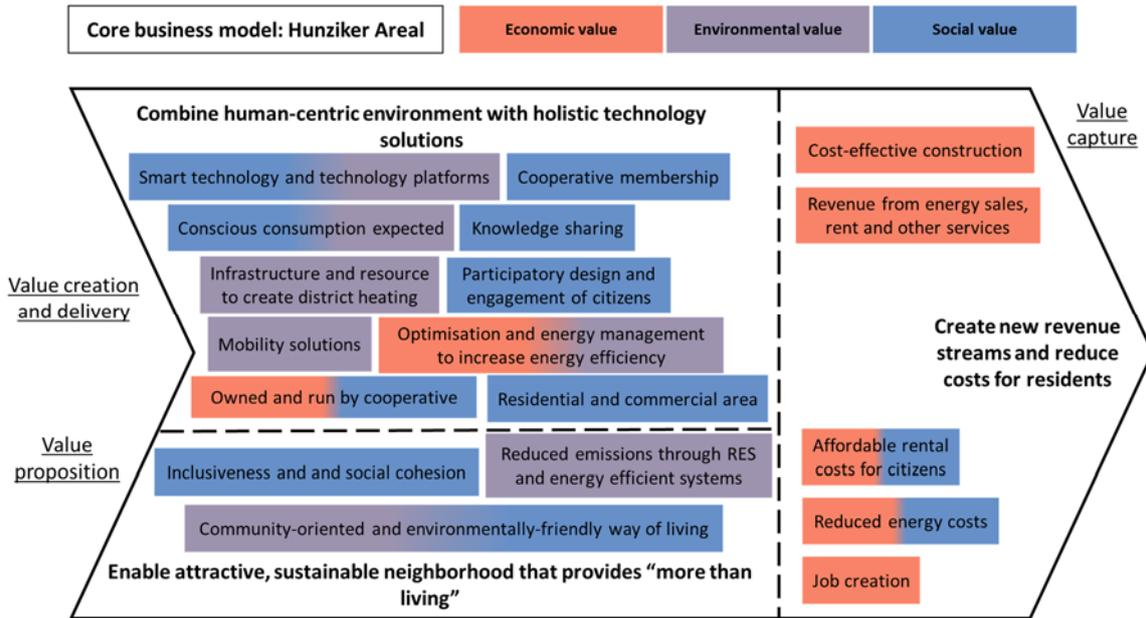 Core business model: Hunziker Areal
Economic value
Environmental value
Social value
Combine human-centric environment with holistic technology
solutions
Smart technology and technology platforms
Cooperative membership
Conscious consumption expected
Knowledge sharing
Infrastructure and resource
to create district heating
Participatory design and
engagement of citizens
Mobility solutions
Optimisation and energy management
to increase energy efficiency
Owned and run by cooperative
Residential and commercial area
Value creation
and delivery
Value
proposition
Inclusiveness and and social cohesion
Reduced emissions through RES
and energy efficient systems
Community-oriented and environmentally-friendly way of living
Enable attractive, sustainable neighborhood that provides “more than
living”
Value
capture
Cost-effective construction
Revenue from energy sales,
rent and other services
Create new revenue
streams and reduce
costs for residents
Affordable rental
costs for citizens
Reduced energy costs
Job creation